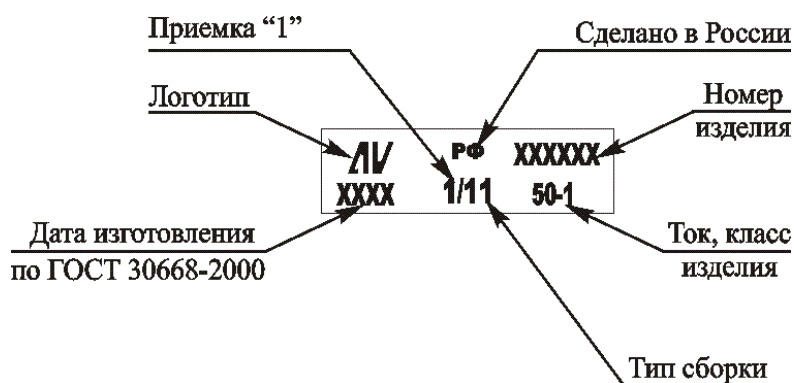 Приемка “1”
Сделано в России
Логотип
Номер
изделия
РФ
XXXXXX
XXXX
1/11
50-1
Дата изготовления
по ГОСТ 30668-2000
Ток, класс
изделия
Тип сборки